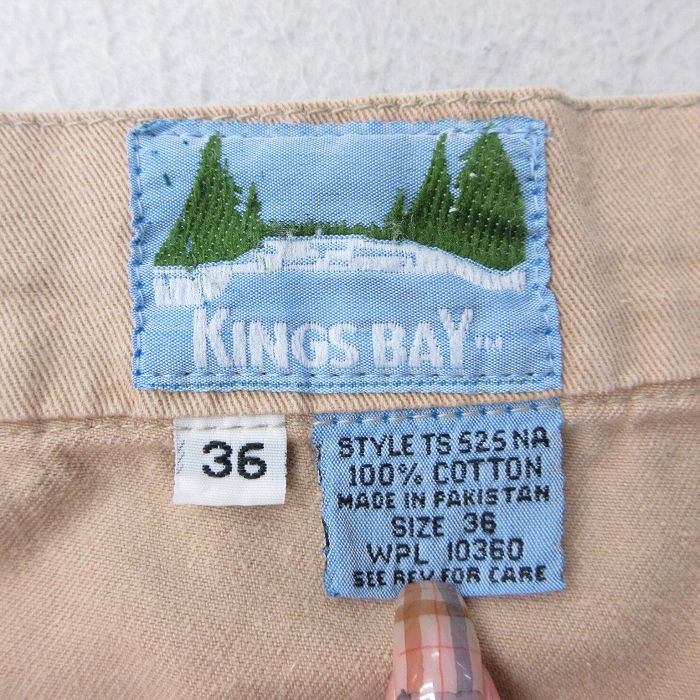 KINGS BAY™
36
STYLE TS 525 NA
100% COTTON
MADE IN PAKISTAN
SIZE 36
WPL 10360
SEE REV FOR CARE